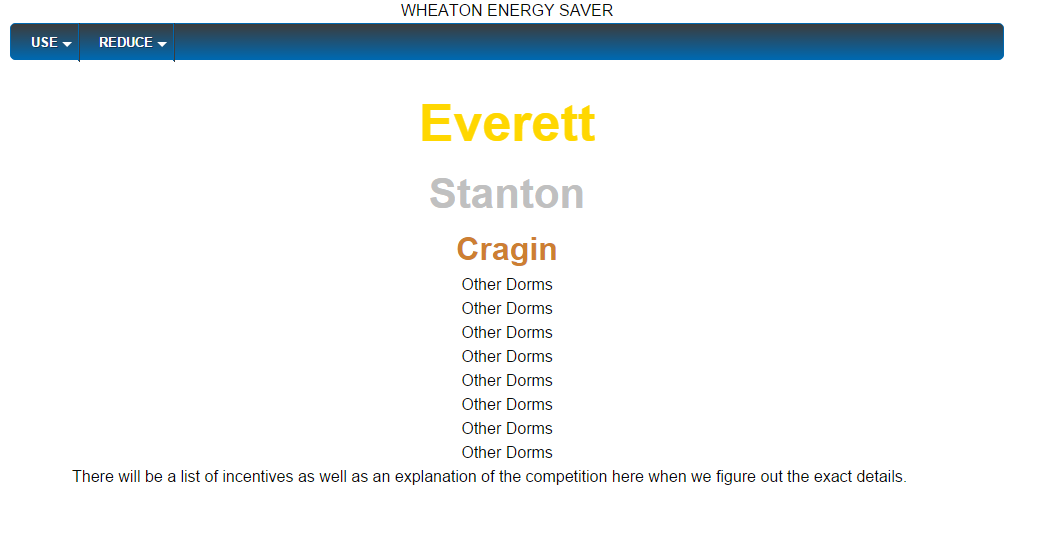 WHEATON ENERGY SAVER
USE REDUCE
Everett
Stanton
Cragin
Other Dorms
Other Dorms
Other Dorms
Other Dorms
Other Dorms
Other Dorms
Other Dorms
Other Dorms
There will be a list of incentives as well as an explanation of the competition here when we figure out the exact details.